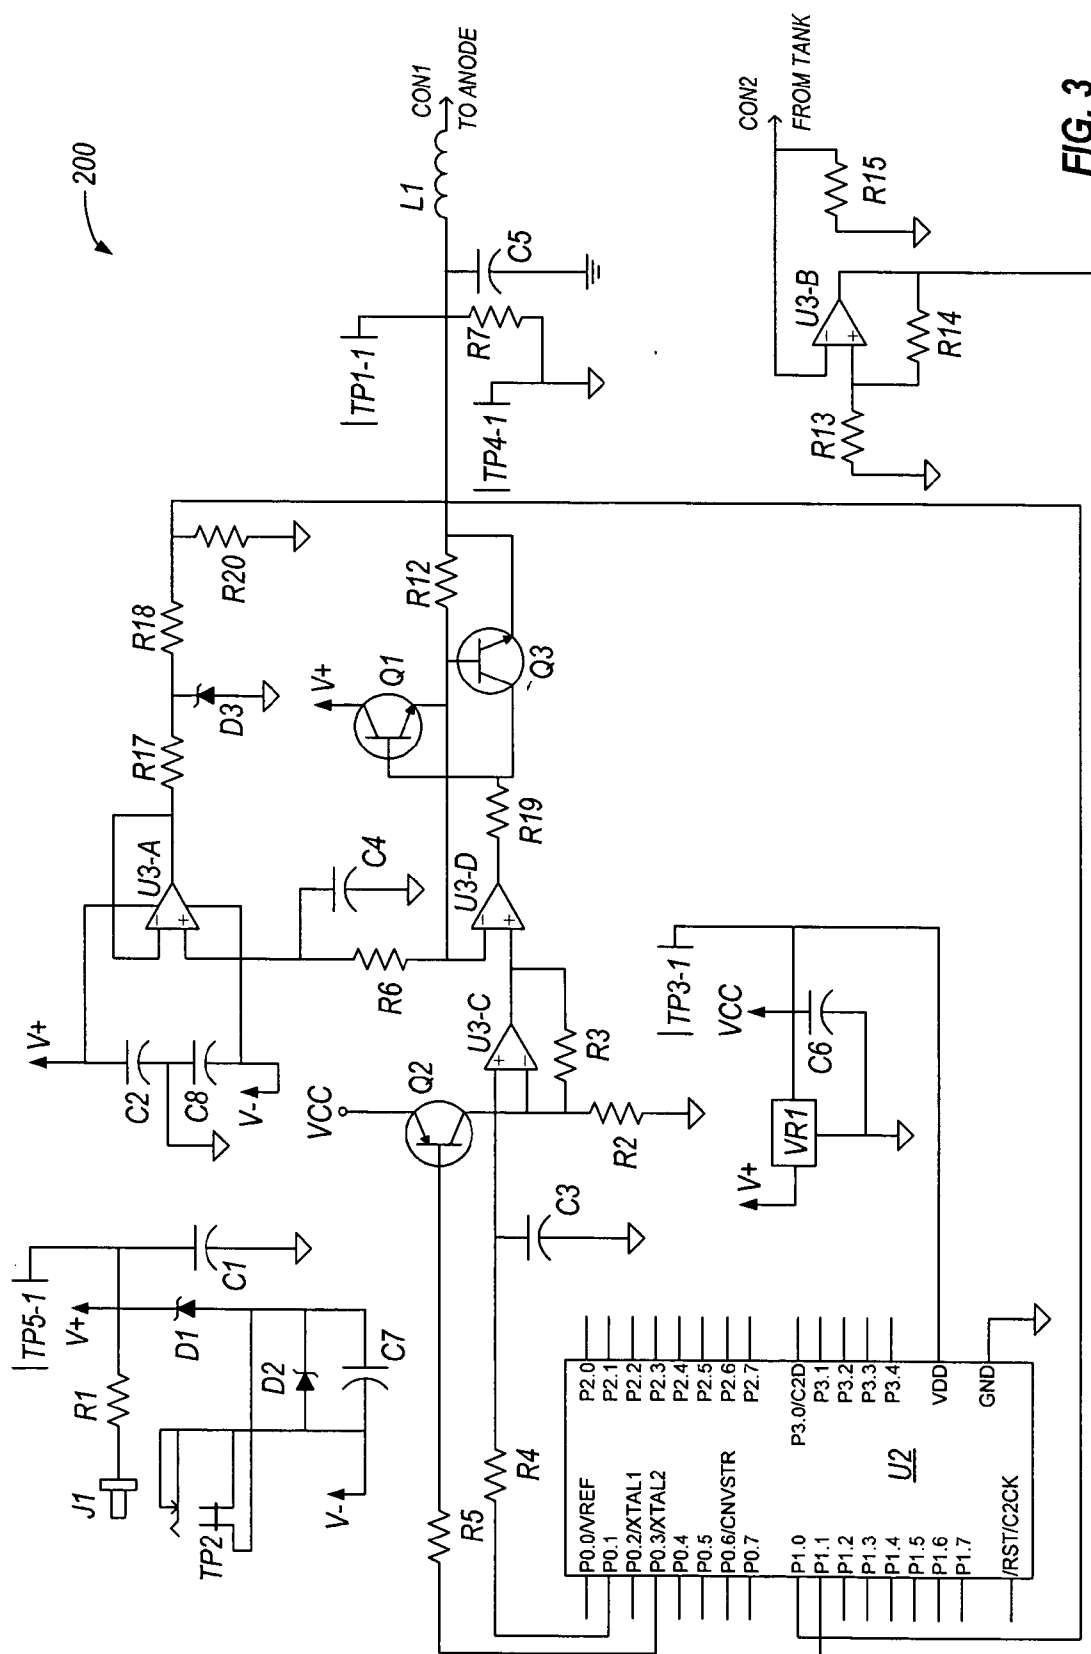 200
FIG. 3
J1
R1
TP5-1
V+
D1
C1
TP2
D2
C7
V-
V+
C2
C8
V-
U3-A
R17
D3
R18
R20
R6
C4
VCC
Q2
U3-C
R3
R2
C3
R5
R4
U3-D
R19
V+
Q1
Q3
R12
TP1-1
TP4-1
R7
C5
L1
CON1
TO ANODE
CON2
FROM TANK
R15
U3-B
R14
R13
TP3-1
VCC
C6
VR1
V+
U2
P0.0/VREF
P0.1
P0.2/XTAL1
P0.3/XTAL2
P0.4
P0.5
P0.6/CNVSTR
P0.7
P1.0
P1.1
P1.2
P1.3
P1.4
P1.5
P1.6
P1.7
/RST/C2CK
P2.0
P2.1
P2.2
P2.3
P2.4
P2.5
P2.6
P2.7
P3.0/C2D
P3.1
P3.2
P3.3
P3.4
VDD
GND